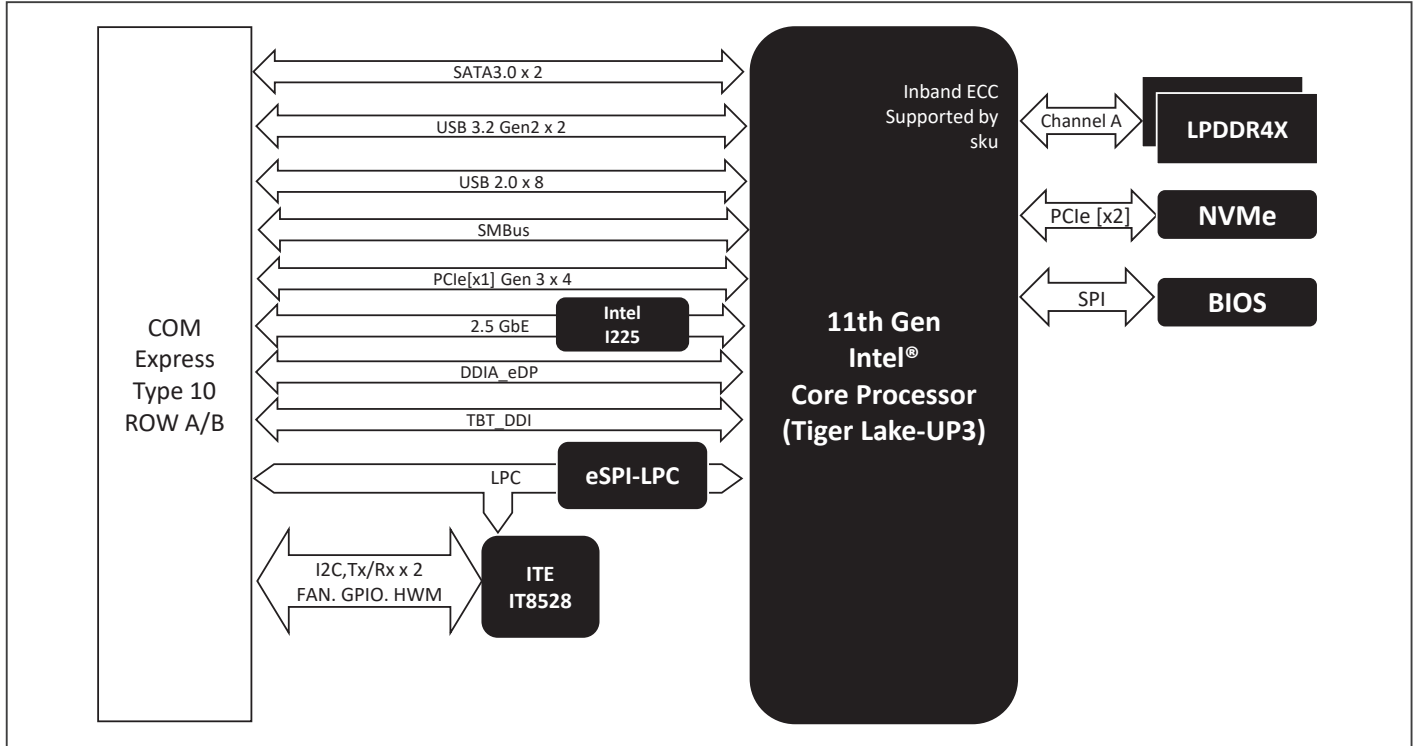 COM
Express
Type 10
ROW A/B
SATA3.0 x 2
USB 3.2 Gen2 x 2
USB 2.0 x 8
SMBus
PCIe[x1] Gen 3 x 4
2.5 GbE
Intel
I225
DDIA_eDP
TBT_DDI
LPC
eSPI-LPC
I2C,Tx/Rx x 2
FAN. GPIO. HWM
ITE
IT8528
Inband ECC
Supported by
sku
11th Gen
Intel®
Core Processor
(Tiger Lake-UP3)
Channel A
LPDDR4X
PCIe [x2]
NVMe
SPI
BIOS